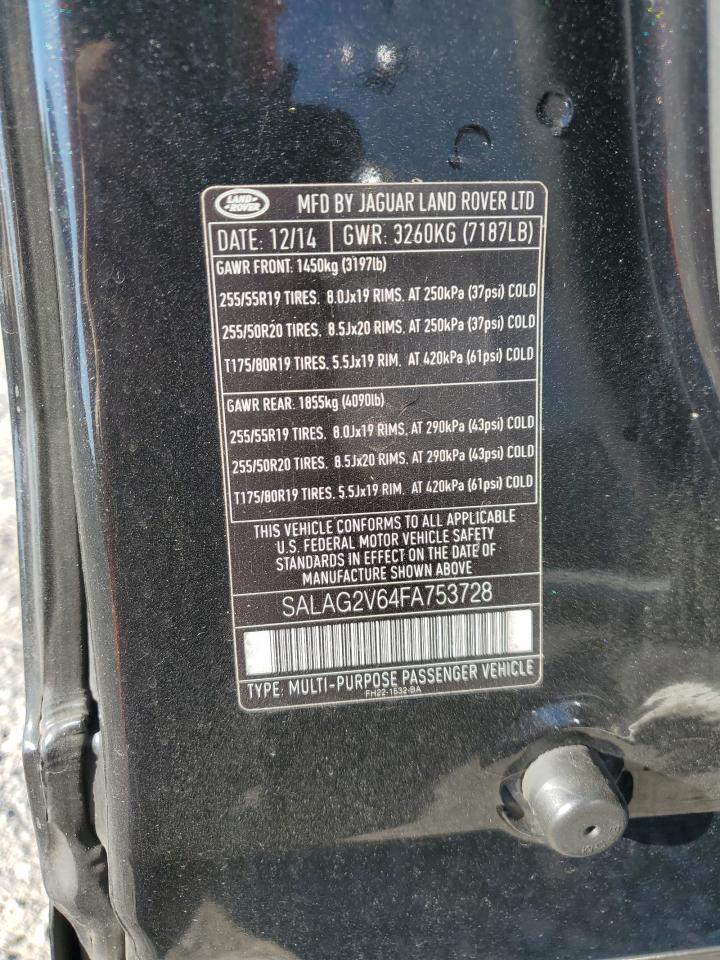 LAND ROVER MFD BY JAGUAR LAND ROVER LTD
DATE: 12/14 GWR: 3260KG (7187LB)
GAWR FRONT: 1450kg (3197lb)
255/55R19 TIRES. 8.0Jx19 RIMS. AT 250kPa (37psi) COLD
255/50R20 TIRES. 8.5Jx20 RIMS. AT 250kPa (37psi) COLD
T175/80R19 TIRES. 5.5Jx19 RIM. AT 420kPa (61psi) COLD
GAWR REAR: 1855kg (4090lb)
255/55R19 TIRES. 8.0Jx19 RIMS. AT 290kPa (43psi) COLD
255/50R20 TIRES. 8.5Jx20 RIMS. AT 290kPa (43psi) COLD
T175/80R19 TIRES. 5.5Jx19 RIM. AT 420kPa (61psi) COLD
THIS VEHICLE CONFORMS TO ALL APPLICABLE
U.S. FEDERAL MOTOR VEHICLE SAFETY
STANDARDS IN EFFECT ON THE DATE OF
MANUFACTURE SHOWN ABOVE
SALAG2V64FA753728
TYPE: MULTI-PURPOSE PASSENGER VEHICLE
FH22-1532-BA